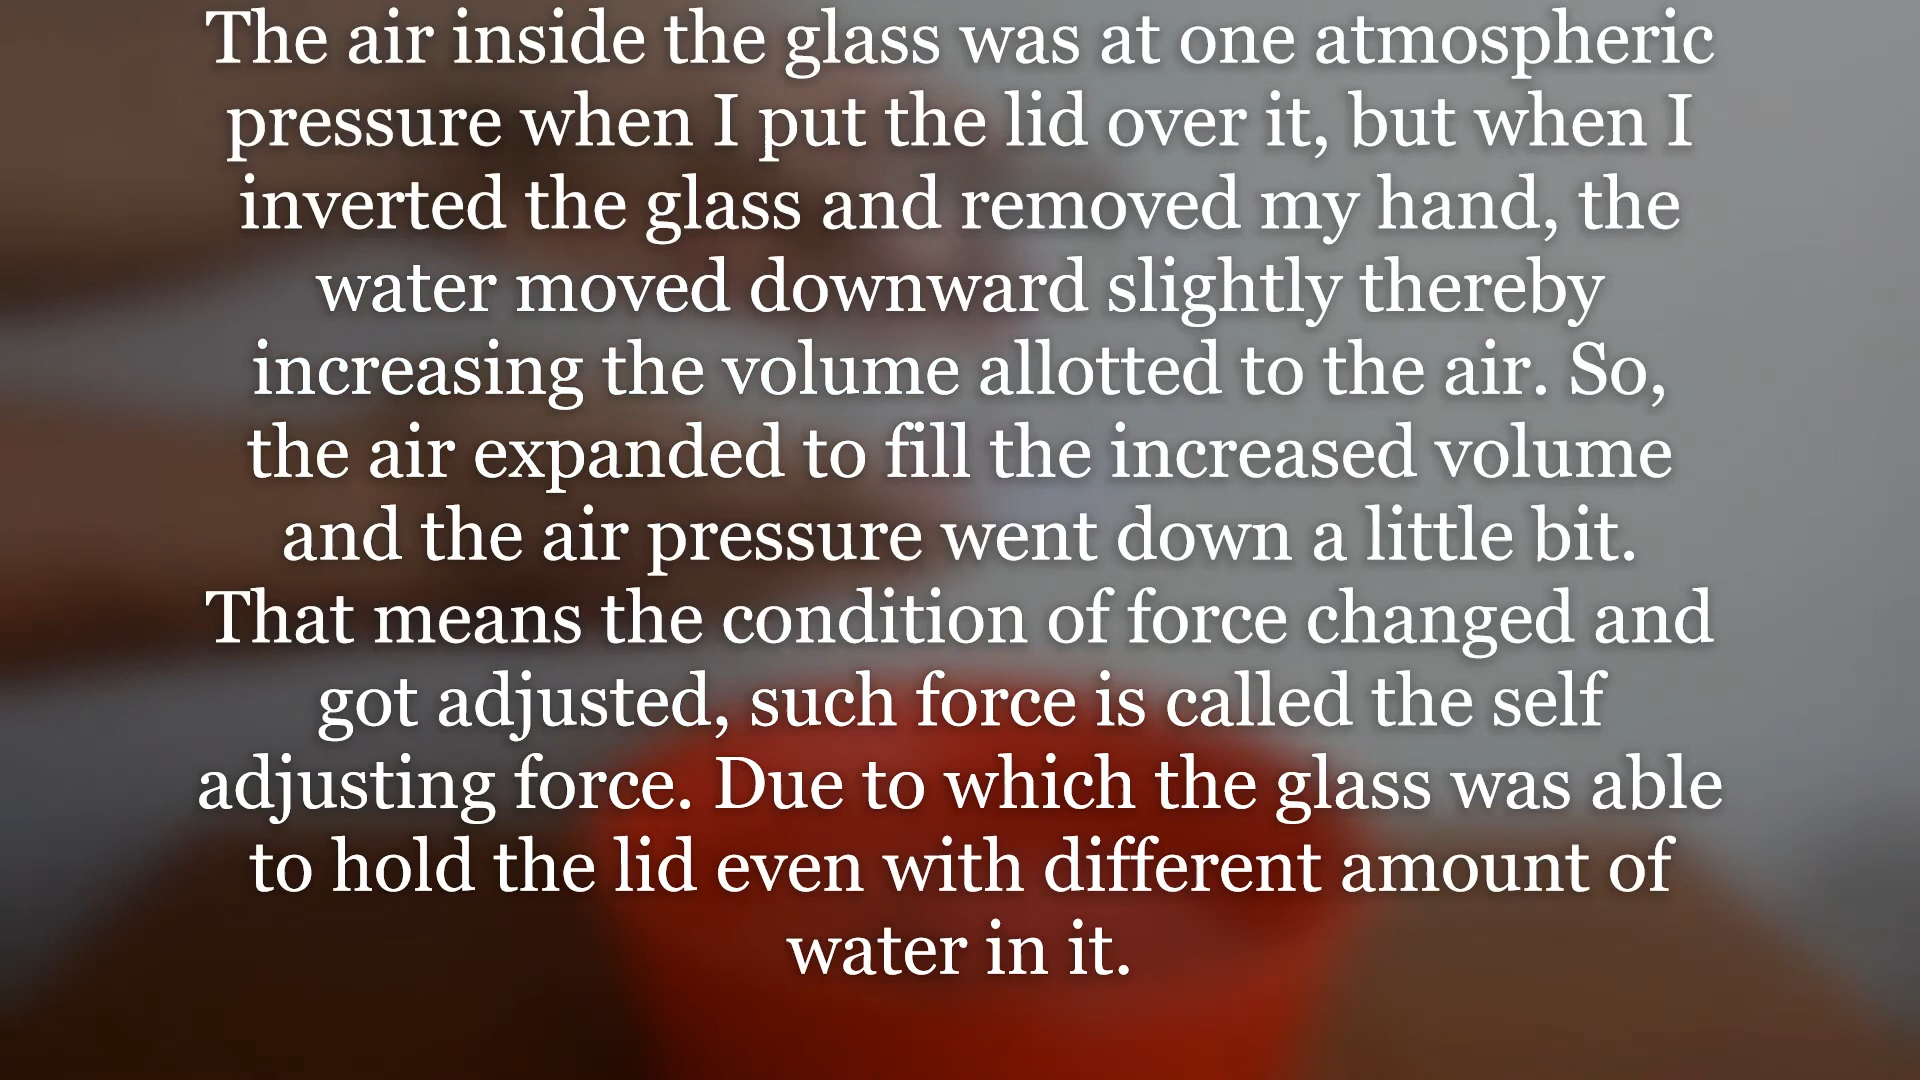 The air inside the glass was at one atmospheric
pressure when I put the lid over it, but when I
inverted the glass and removed my hand, the
water moved downward slightly thereby
increasing the volume allotted to the air. So,
the air expanded to fill the increased volume
and the air pressure went down a little bit.
That means the condition of force changed and
got adjusted, such force is called the self
adjusting force. Due to which the glass was able
to hold the lid even with different amount of
water in it.